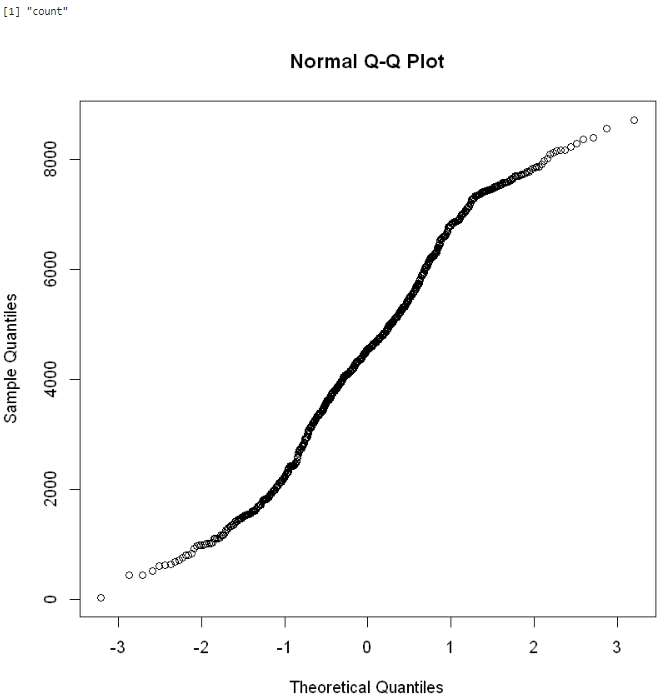 [1] "count"
Normal Q-Q Plot
Sample Quantiles
8000
6000
4000
2000
0
-3 -2 -1 0 1 2 3
Theoretical Quantiles